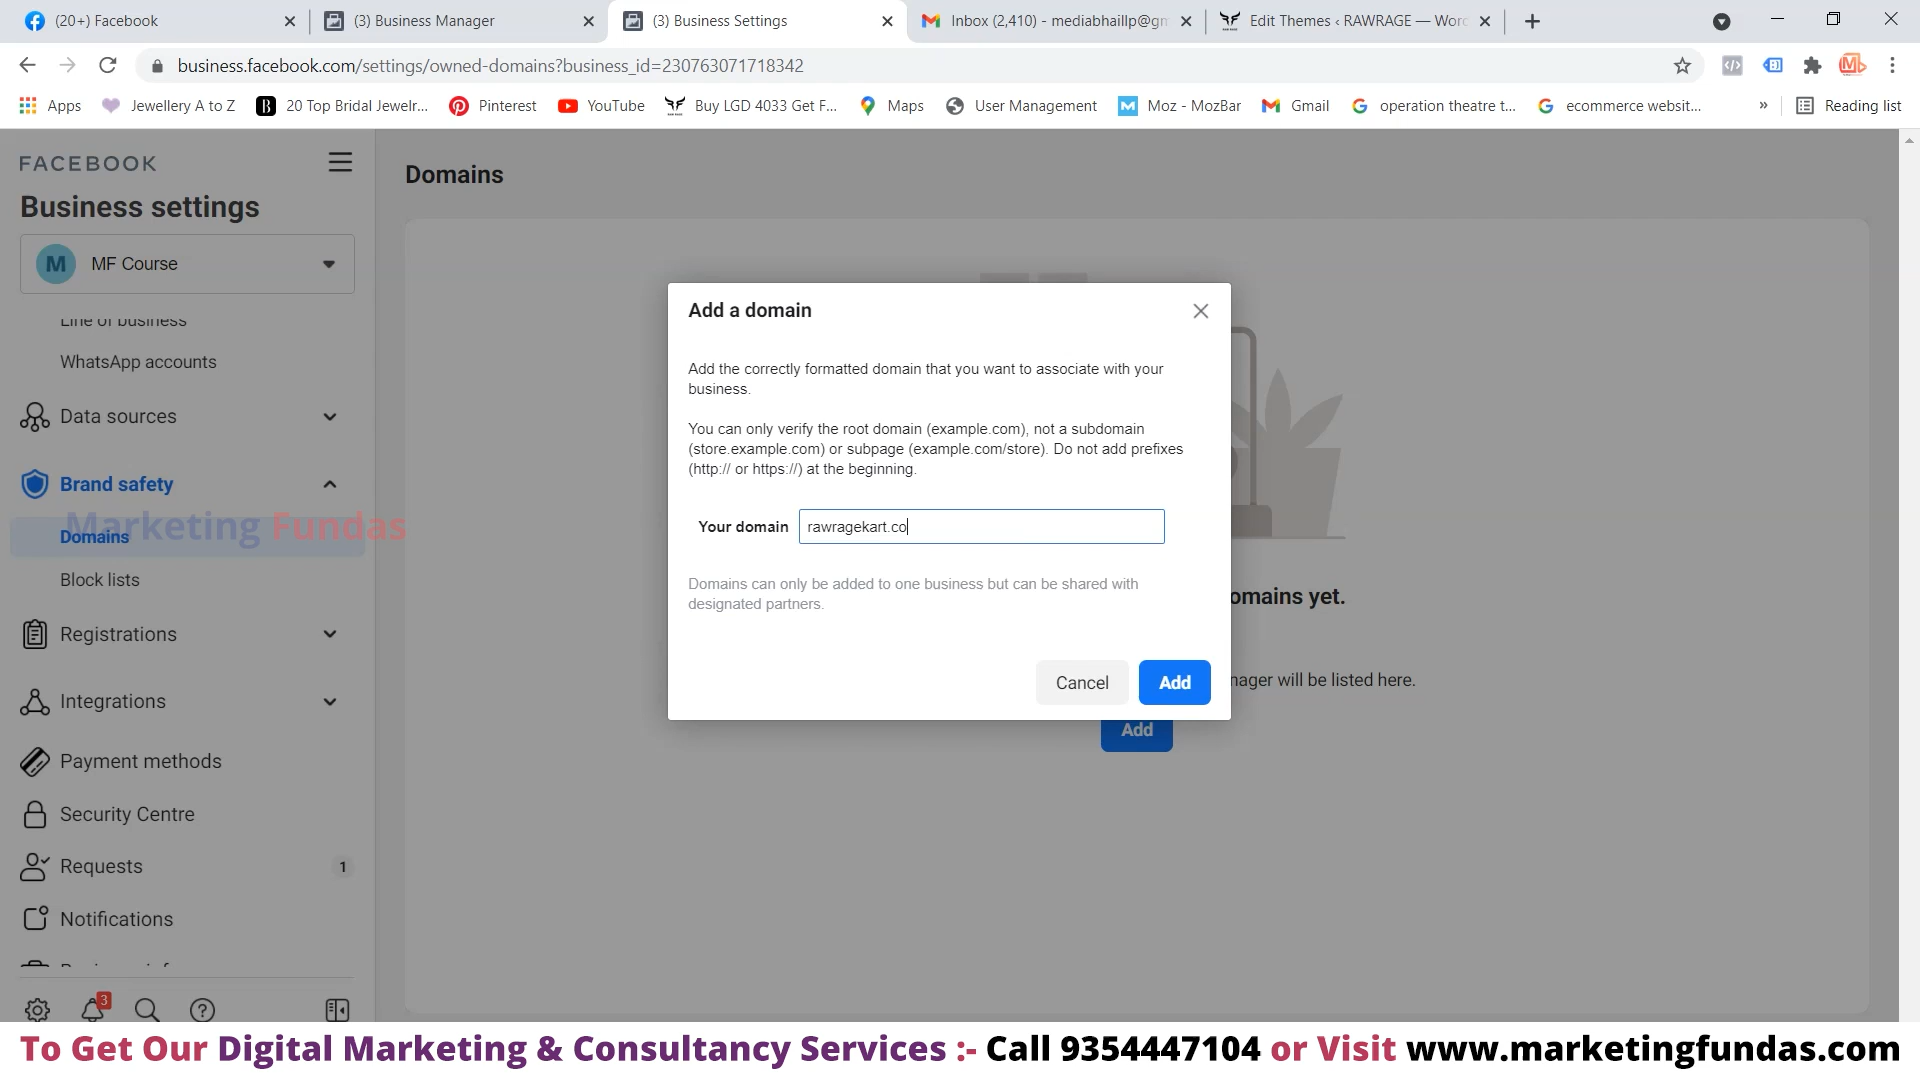 (20+) Facebook
(3) Business Manager
(3) Business Settings
Inbox (2,410) - mediabhaillp@gm
Edit Themes ‹ RAWRAGE — Worc
business.facebook.com/settings/owned-domains?business_id=230763071718342
Apps
Jewellery A to Z
20 Top Bridal Jewelr...
Pinterest
YouTube
Buy LGD 4033 Get F...
Maps
User Management
Moz - MozBar
Gmail
operation theatre t...
ecommerce websit...
»
Reading list
FACEBOOK
Business settings
M MF Course
Line of business
WhatsApp accounts
Data sources
Brand safety
Marketing Fundas
Domains
Block lists
Registrations
Integrations
Payment methods
Security Centre
Requests 1
Notifications
3
Domains
Add a domain
Add the correctly formatted domain that you want to associate with your
business.
You can only verify the root domain (example.com), not a subdomain
(store.example.com) or subpage (example.com/store). Do not add prefixes
(http:// or https://) at the beginning.
Your domain rawragekart.co
Domains can only be added to one business but can be shared with
designated partners.
Cancel Add
omains yet.
nager will be listed here.
Add
To Get Our Digital Marketing & Consultancy Services :- Call 9354447104 or Visit www.marketingfundas.com